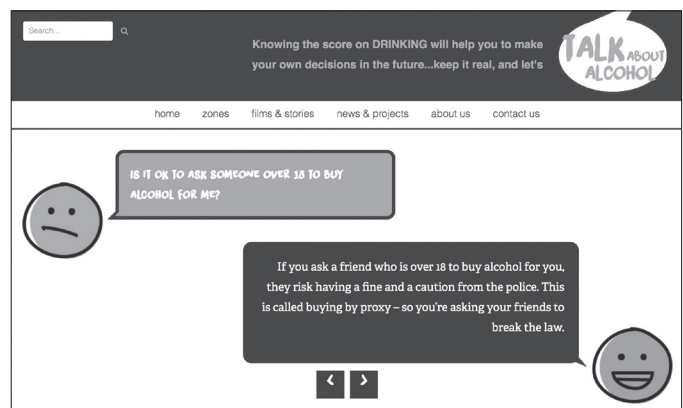 Search...
Knowing the score on DRINKING will help you to make
your own decisions in the future...keep it real, and let's
TALK ABOUT
ALCOHOL
home zones films & stories news & projects about us contact us
IS IT OK TO ASK SOMEONE OVER 18 TO BUY
ALCOHOL FOR ME?
If you ask a friend who is over 18 to buy alcohol for you,
they risk having a fine and a caution from the police. This
is called buying by proxy – so you're asking your friends to
break the law.